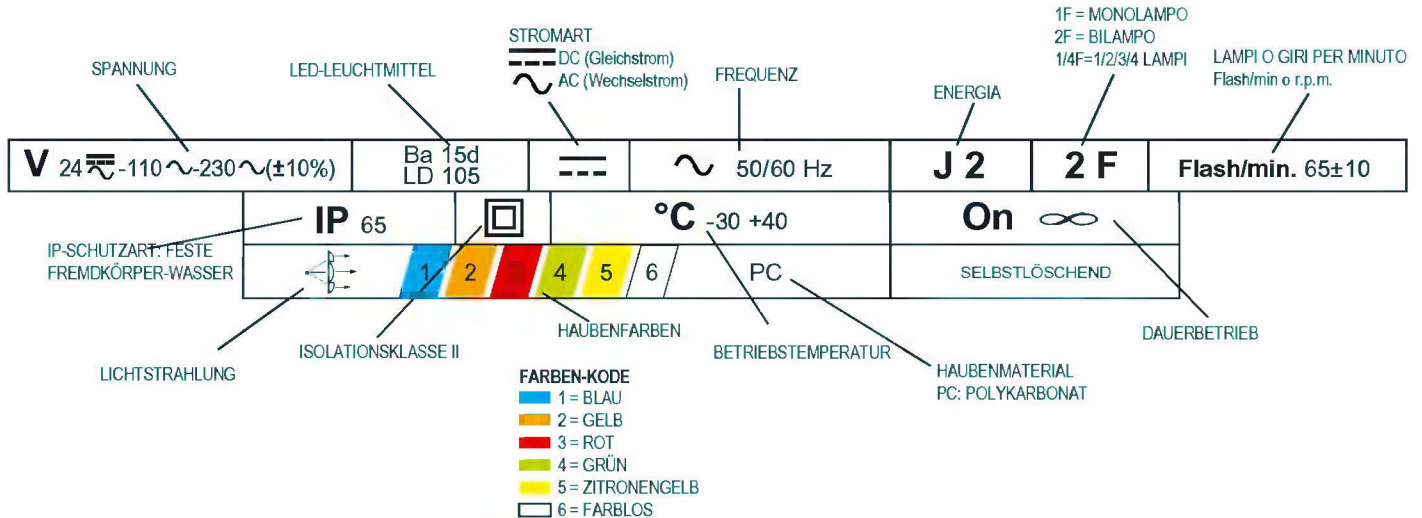 1F = MONOLAMPO
2F = BILAMPO
1/4F=1/2/3/4 LAMPI
STROMART
DC (Gleichstrom)
AC (Wechselstrom)
SPANNUNG
LED-LEUCHTMITTEL
FREQUENZ
ENERGIA
LAMPI O GIRI PER MINUTO
Flash/min o r.p.m.
V 24 -110 ~-230 ~(±10%)
Ba 15d
LD 105
~ 50/60 Hz
J 2
2 F
Flash/min. 65±10
IP 65
°C -30 +40
On ∞
IP-SCHUTZART: FESTE
FREMDKÖRPER-WASSER
1 2 4 5 6
PC
SELBSTLÖSCHEND
LICHTSTRAHLUNG
ISOLATIONSKLASSE II
HAUBENFARBEN
BETRIEBSTEMPERATUR
HAUBENMATERIAL
PC: POLYKARBONAT
DAUERBETRIEB
FARBEN-KODE
1 = BLAU
2 = GELB
3 = ROT
4 = GRÜN
5 = ZITRONENGELB
6 = FARBLOS